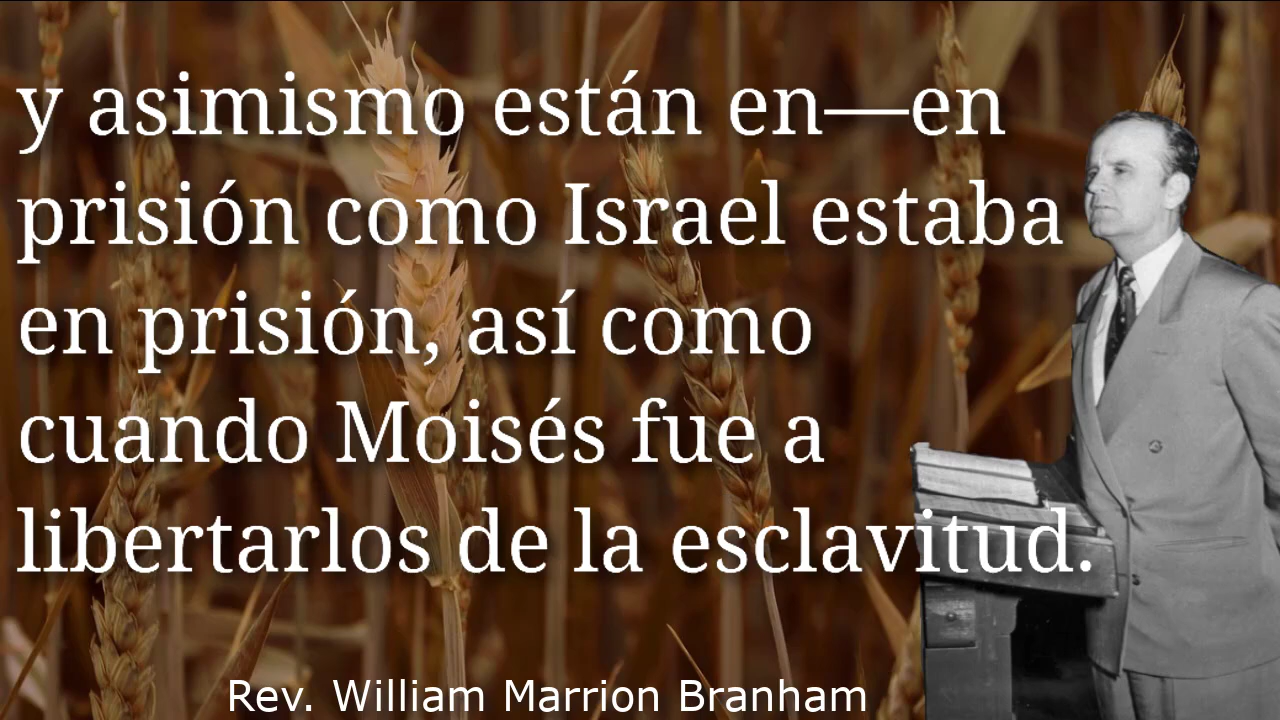 y asimismo están en—en
prisión como Israel estaba
en prisión, así como
cuando Moisés fue a
libertarlos de la esclavitud.
Rev. William Marrion Branham